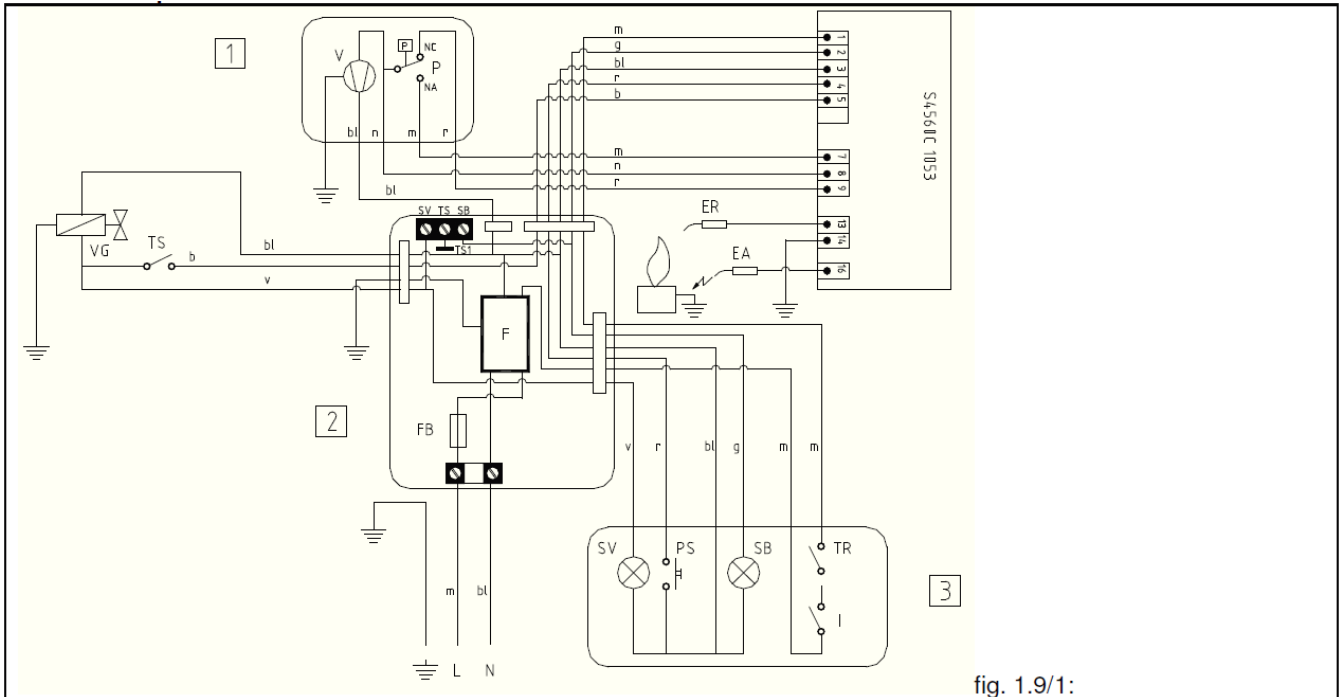 1
V
P
NC
P
NA
bl n m r
m
g
bl
r
b
1
2
3
4
5
S4560C 1053
m
n
r
7
8
9
bl
SV TS SB
TS1
ER
13
14
EA
16
VG
TS
bl
b
v
F
2
FB
v r bl g m m
SV
PS
SB
TR
I
3
m bl
L N
fig. 1.9/1: